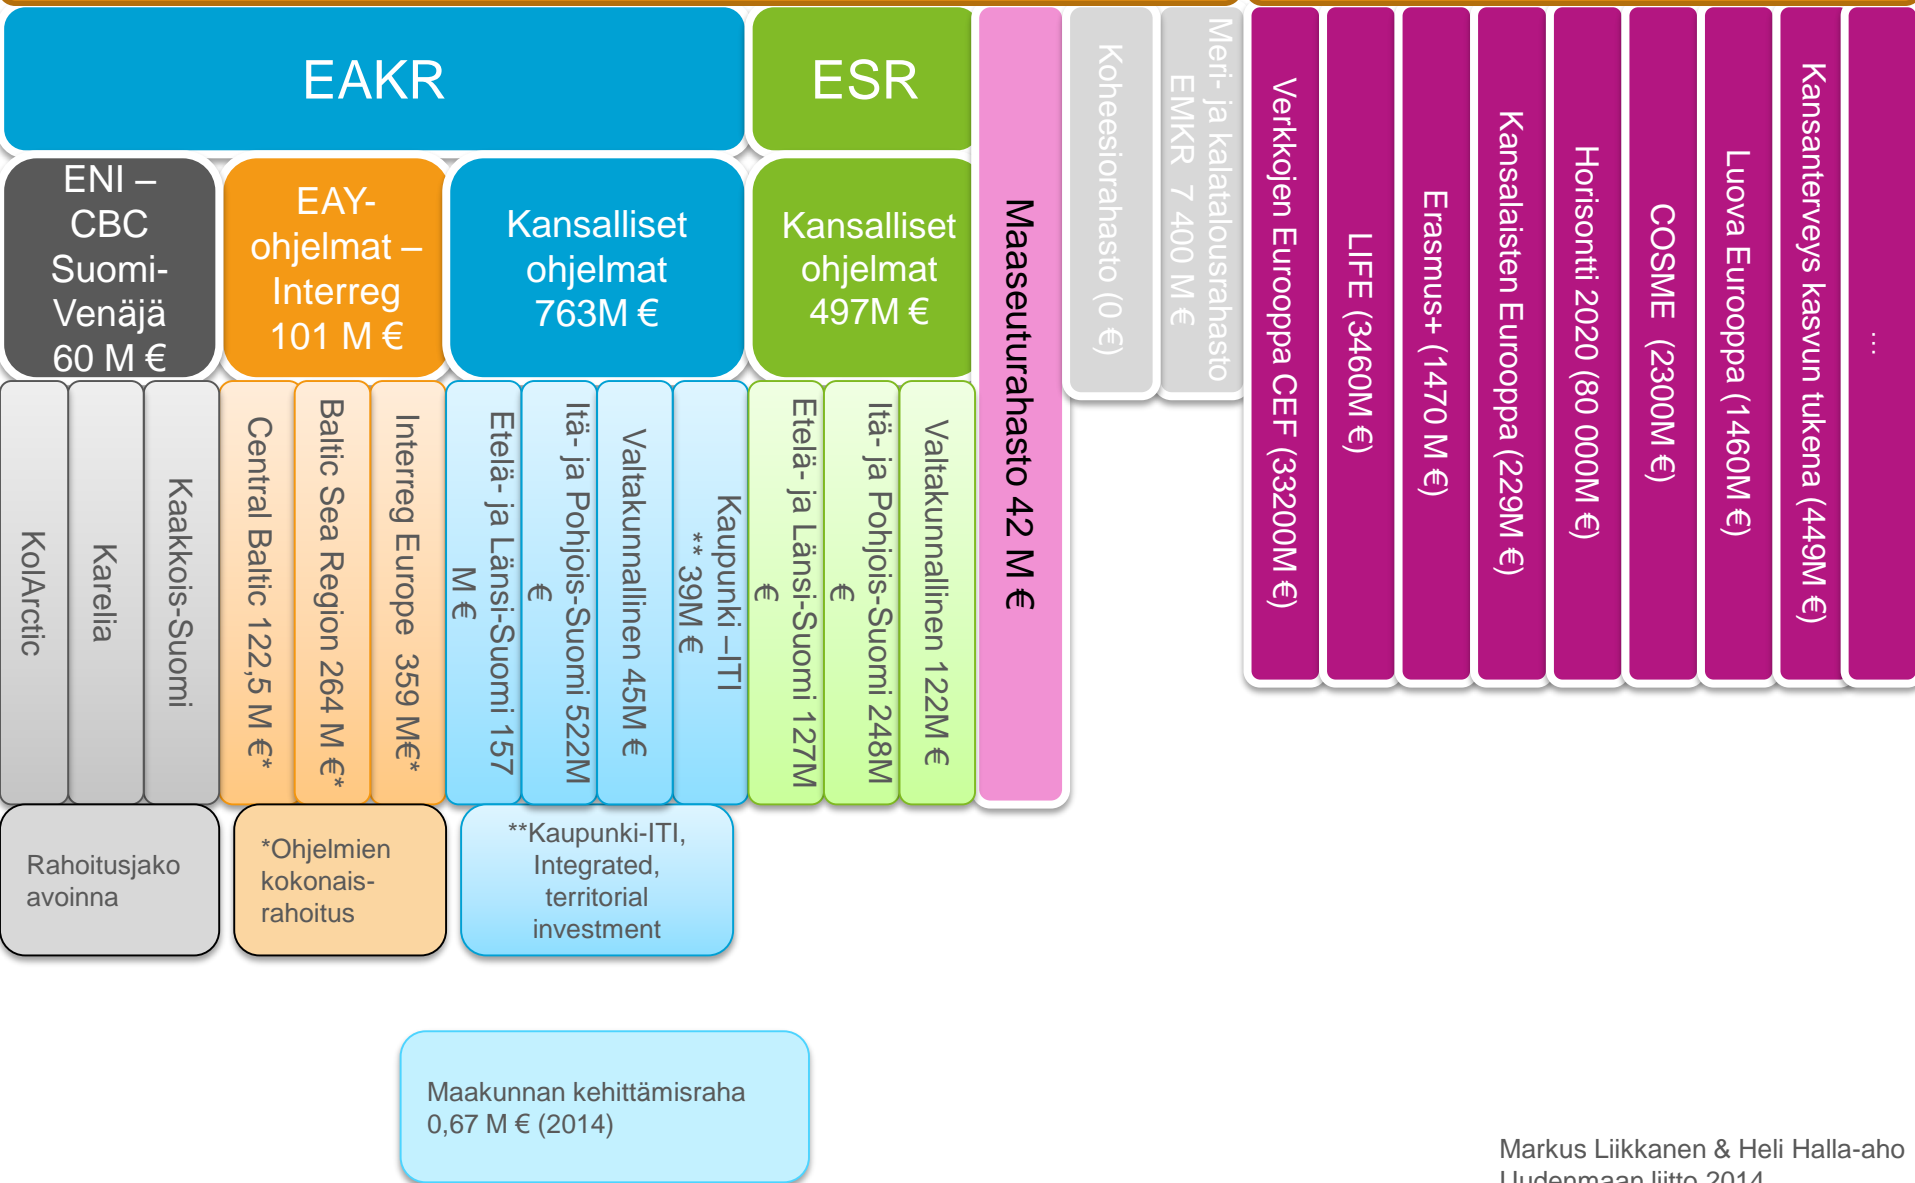 EAKR
ESR
ENI –
CBC
Suomi-
Venäjä
60 M €
EAY-
ohjelmat –
Interreg
101 M €
Kansalliset
ohjelmat
763M €
Kansalliset
ohjelmat
497M €
Maaseuturahasto 42 M €
Koheesiorahasto (0 €)
Meri- ja kalatalousrahasto
EMKR 7 400 M €
Verkkojen Eurooppa CEF (33200M €)
LIFE (3460M €)
Erasmus+ (1470 M €)
Kansalaisten Eurooppa (229M €)
Horisontti 2020 (80 000M €)
COSME (2300M €)
Luova Eurooppa (1460M €)
Kansanterveys kasvun tukena (449M €)
...
KolArctic
Karelia
Kaakkois-Suomi
Central Baltic 122,5 M €*
Baltic Sea Region 264 M €*
Interreg Europe 359 M€*
Etelä- ja Länsi-Suomi 157
M €
Itä- ja Pohjois-Suomi 522M
€
Valtakunnallinen 45M €
Kaupunki –ITI
** 39M €
Etelä- ja Länsi-Suomi 127M
€
Itä- ja Pohjois-Suomi 248M
€
Valtakunnallinen 122M €
Rahoitusjako
avoinna
*Ohjelmien
kokonais-
rahoitus
**Kaupunki-ITI,
Integrated,
territorial
investment
Maakunnan kehittämisraha
0,67 M € (2014)
Markus Liikkanen & Heli Halla-aho
Uudenmaan liitto 2014